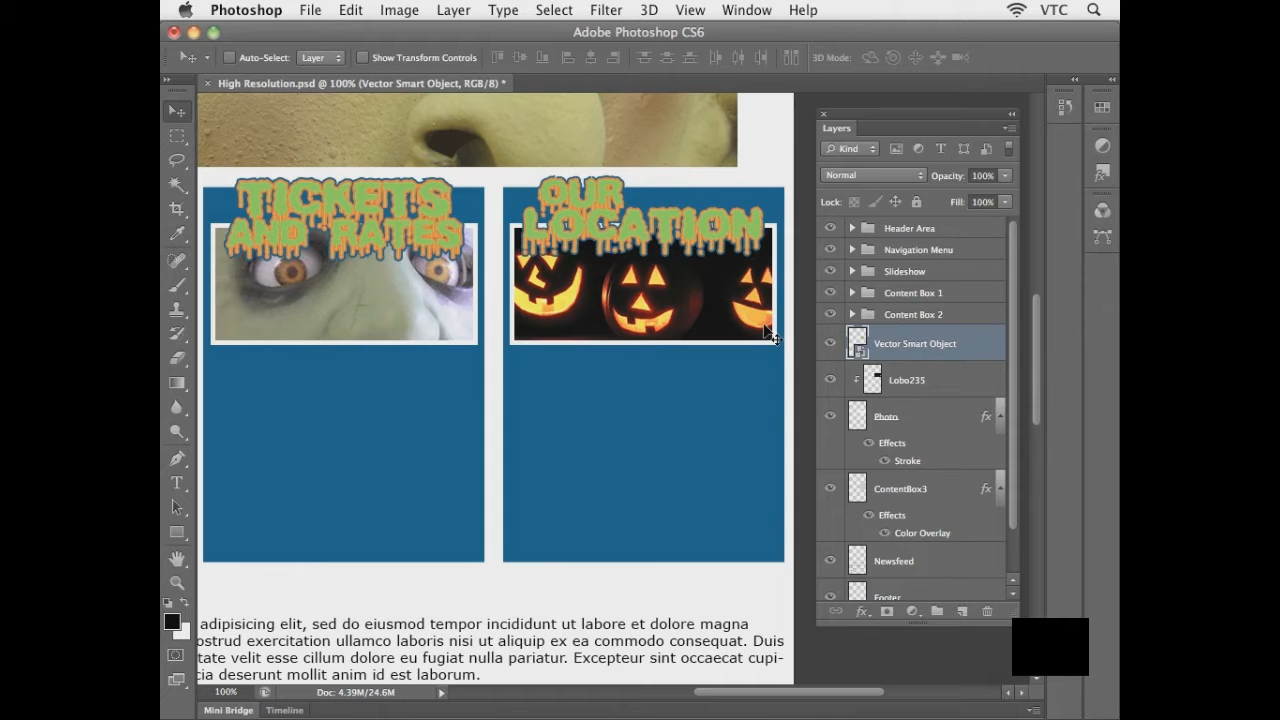 Photoshop File Edit Image Layer Type Select Filter 3D View Window Help VTC
Adobe Photoshop CS6
Auto-Select: Layer Show Transform Controls 3D Mode:
High Resolution.psd @ 100% (Vector Smart Object, RGB/8) *
TICKETS
AND RATES
OUR
LOCATION
adipisicing elit, sed do eiusmod tempor incididunt ut labore et dolore magna
ostrud exercitation ullamco laboris nisi ut aliquip ex ea commodo consequat. Duis
tate velit esse cillum dolore eu fugiat nulla pariatur. Excepteur sint occaecat cupi-
cia deserunt mollit anim id est laborum.
Layers
Kind
Normal Opacity: 100%
Lock: Fill: 100%
Header Area
Navigation Menu
Slideshow
Content Box 1
Content Box 2
Vector Smart Object
Lobo235
Photo fx
Effects
Stroke
ContentBox3 fx
Effects
Color Overlay
Newsfeed
Footer
fx
100% Doc: 4.39M/24.6M
Mini Bridge Timeline